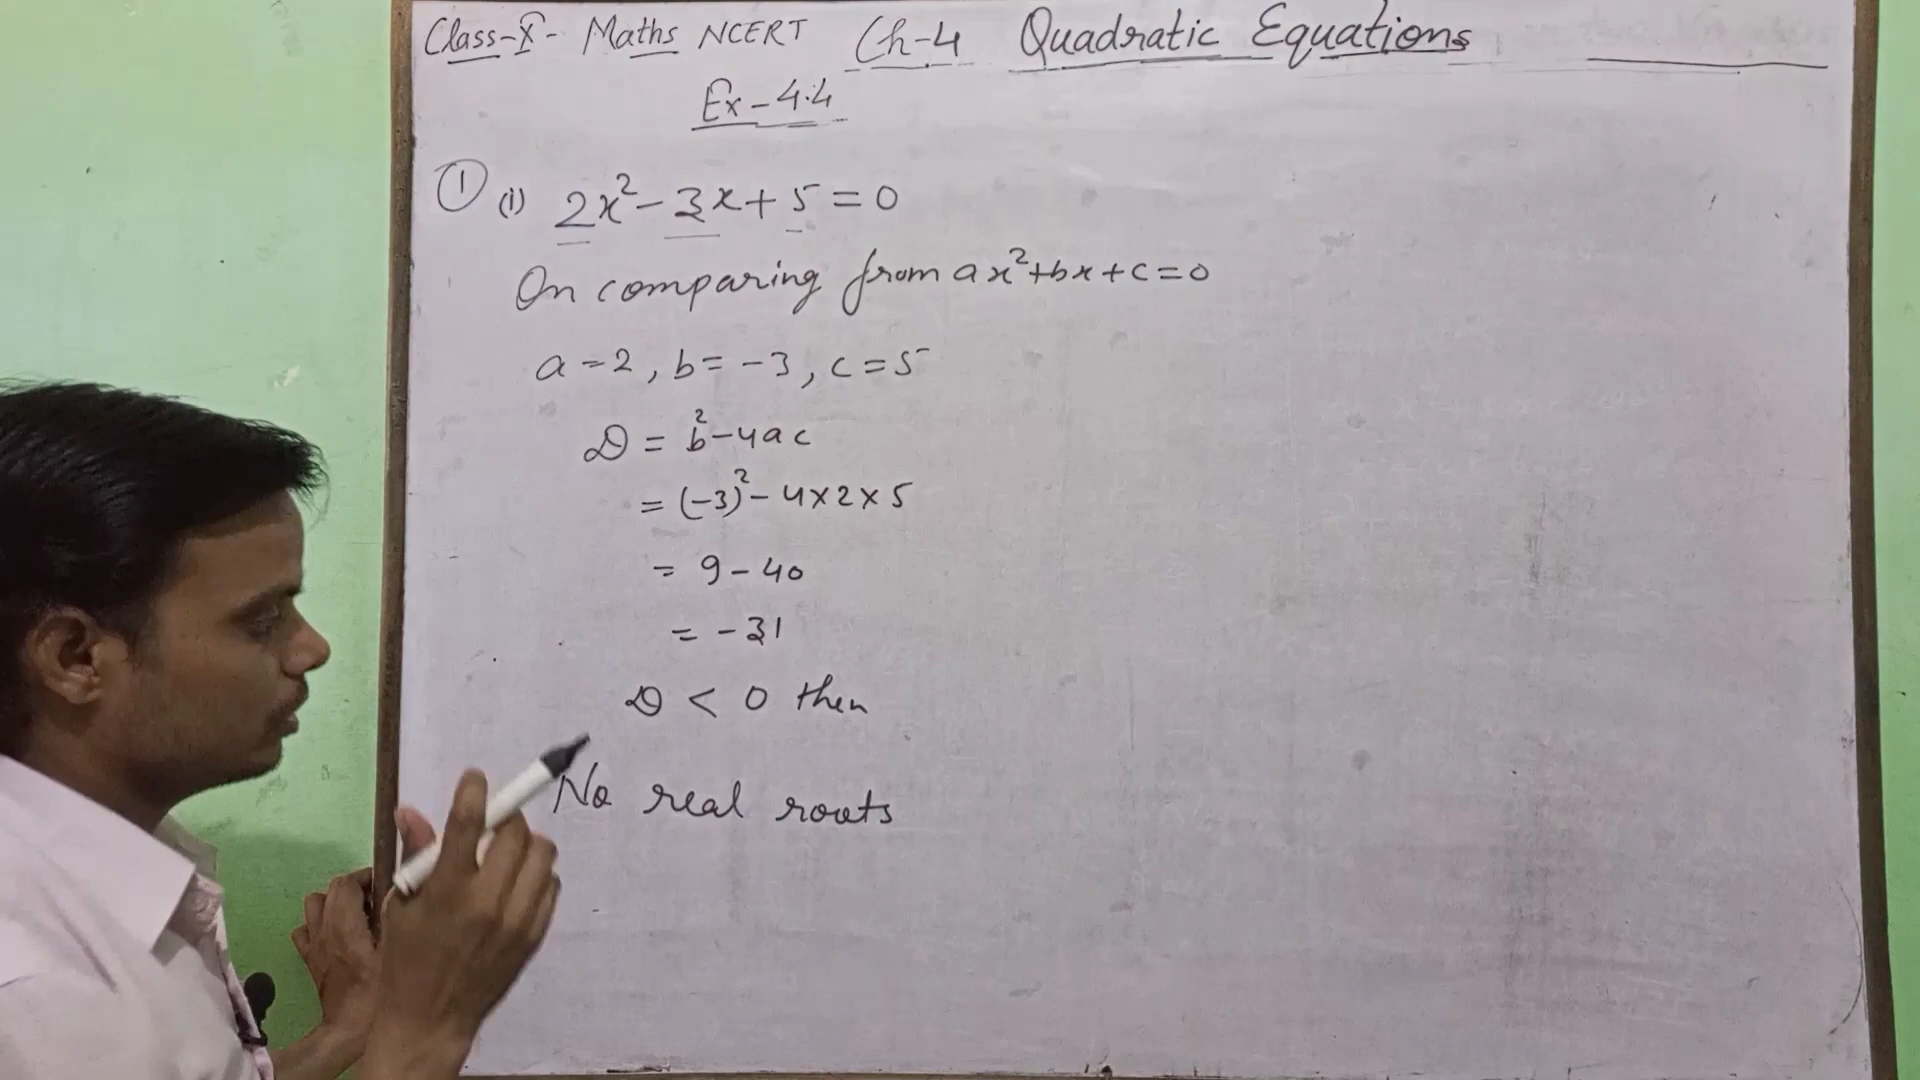 Class-X- Maths NCERT Ch-4 Quadratic Equations
Ex-4.4
① (i) 2x²-3x+5=0
On comparing from ax²+bx+c=0
a=2, b=-3, c=5
D = b²-4ac
= (-3)²-4×2×5
= 9-40
= -31
D < 0 then
No real roots